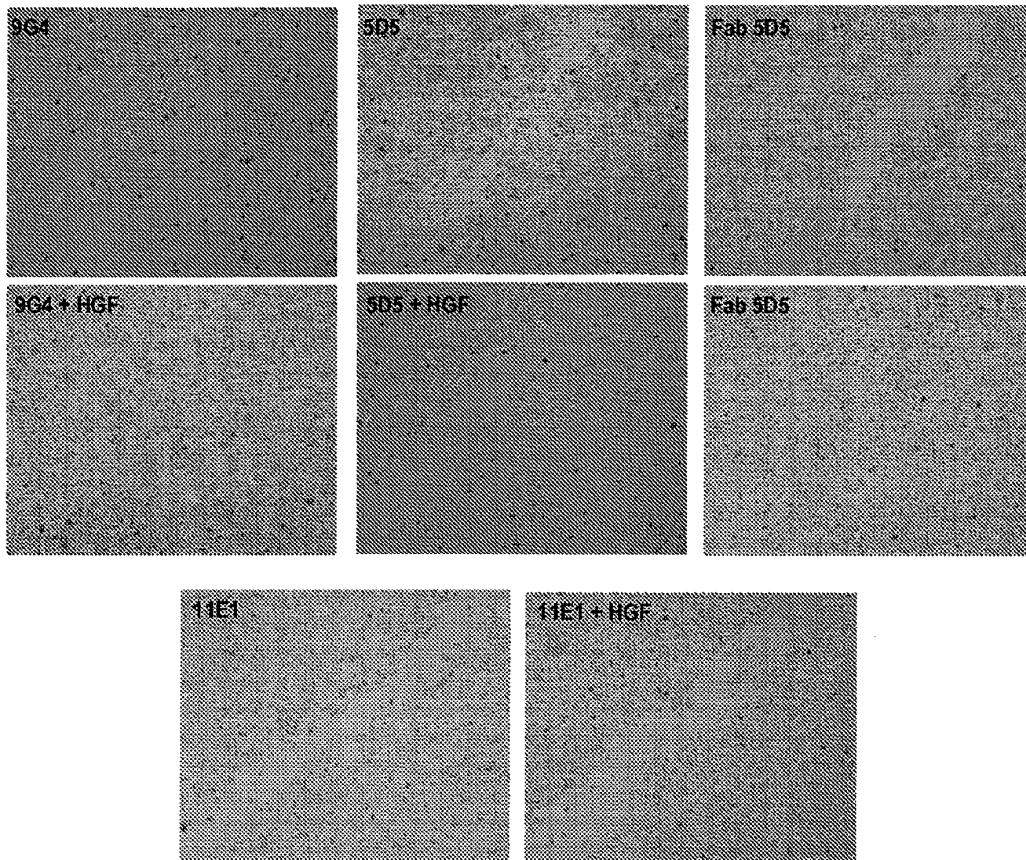 9G4
5D5
Fab 5D5
9G4 + HGF
5D5 + HGF
Fab 5D5
11E1
11E1 + HGF